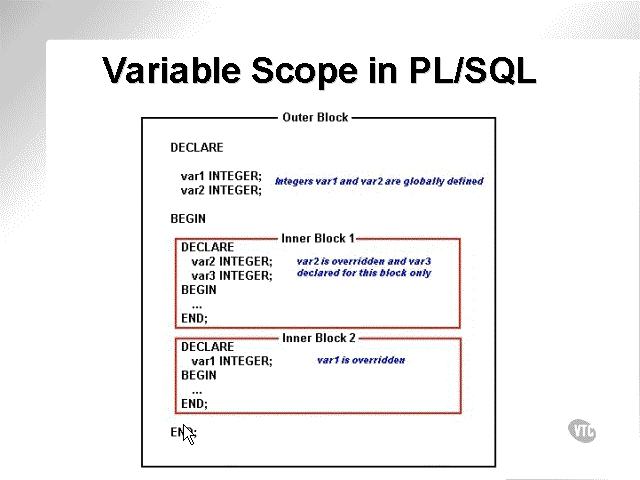 Variable Scope in PL/SQL
Outer Block
DECLARE
var1 INTEGER;
var2 INTEGER;
Integers var1 and var2 are globally defined
BEGIN
Inner Block 1
DECLARE
var2 INTEGER;
var3 INTEGER;
var2 is overridden and var3
declared for this block only
BEGIN
...
END;
Inner Block 2
DECLARE
var1 INTEGER;
var1 is overridden
BEGIN
...
END;
END;
VTC